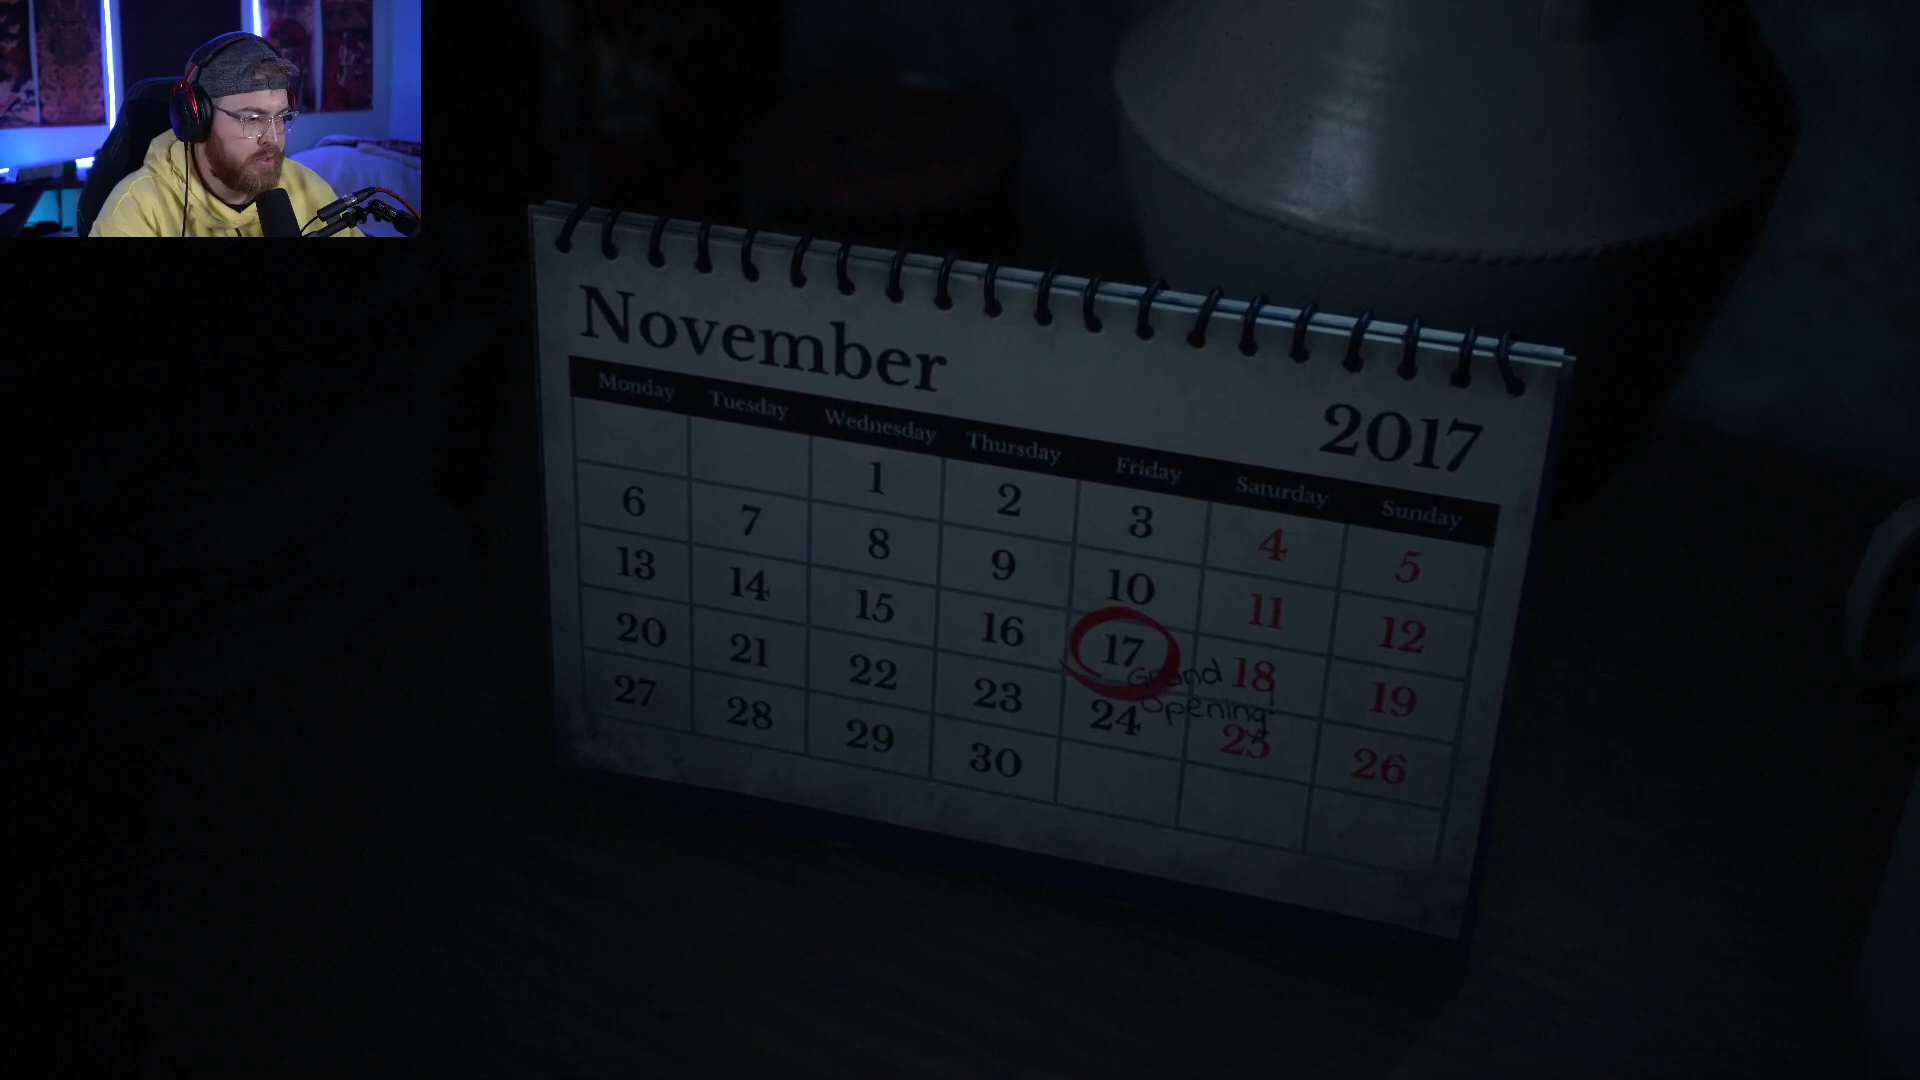 November
2017
Monday Tuesday Wednesday Thursday Friday Saturday Sunday
1 2 3 4 5
6 7 8 9 10 11 12
13 14 15 16 17 18 19
Grand
Opening
20 21 22 23 24 25 26
27 28 29 30